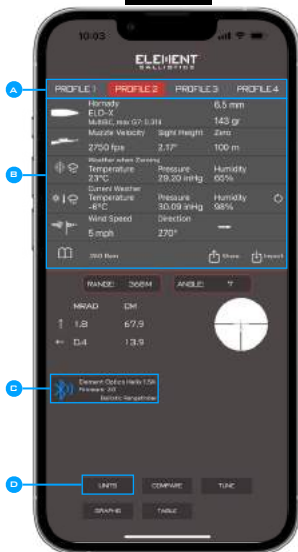 10:03
ELEMENT
BALLISTICS
A
PROFILE 1 PROFILE 2 PROFILE 3 PROFILE 4
Hornady 6.5 mm
ELD-X 143 gr
Muzzle Velocity Sight Height Zero
2750 fps 2.17" 100 m
B
Weather when Zeroing
Temperature Pressure Humidity
23°C 29.20 inHg 65%
Current Weather
Temperature Pressure Humidity
-6°C 30.09 inHg 98%
Wind Speed Direction
5 mph 270°
Share Import
RANGE: 368M ANGLE:
MRAD CM
↑ 1.8 67.9
← 0.4 13.9
C
Element Optics Helix
Ballistic Rangefinder
D
UNITS COMPARE TUNE
GRAPHS TABLE